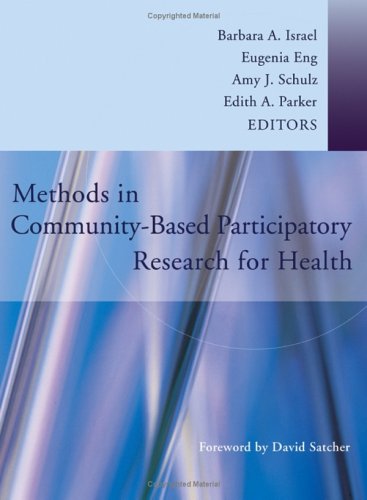 Copyrighted Material
Barbara A. Israel
Eugenia Eng
Amy J. Schulz
Edith A. Parker
EDITORS
Methods in
Community-Based Participatory
Research for Health
Foreword by David Satcher
Copyrighted Material